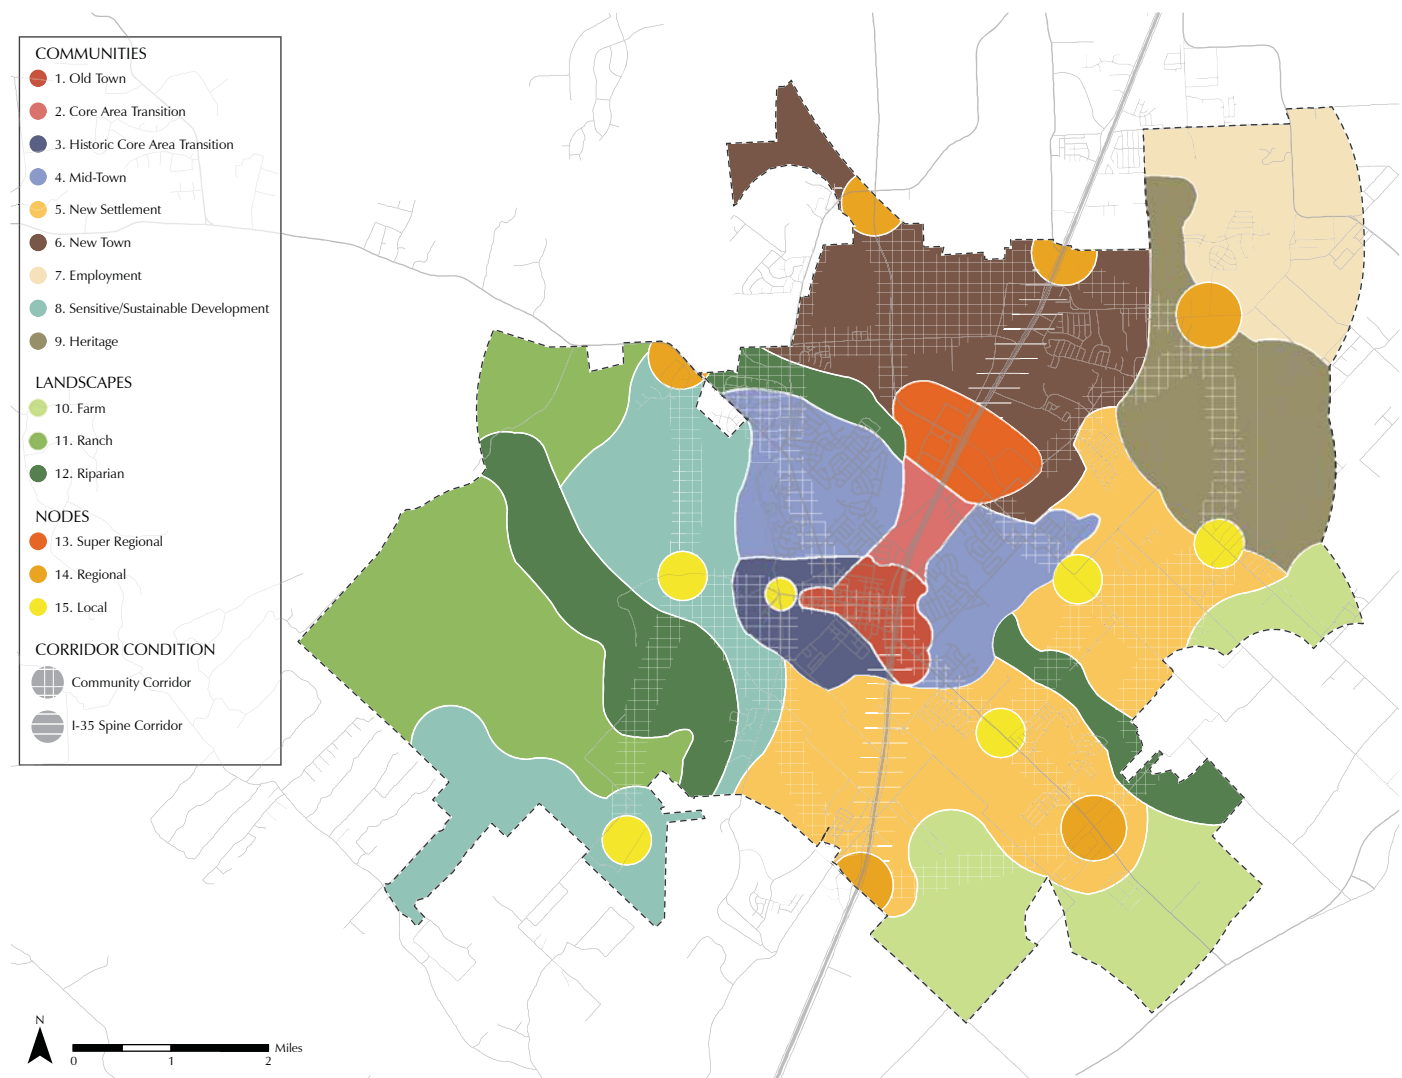 COMMUNITIES
1. Old Town
2. Core Area Transition
3. Historic Core Area Transition
4. Mid-Town
5. New Settlement
6. New Town
7. Employment
8. Sensitive/Sustainable Development
9. Heritage
LANDSCAPES
10. Farm
11. Ranch
12. Riparian
NODES
13. Super Regional
14. Regional
15. Local
CORRIDOR CONDITION
Community Corridor
I-35 Spine Corridor
N
Miles
0 1 2